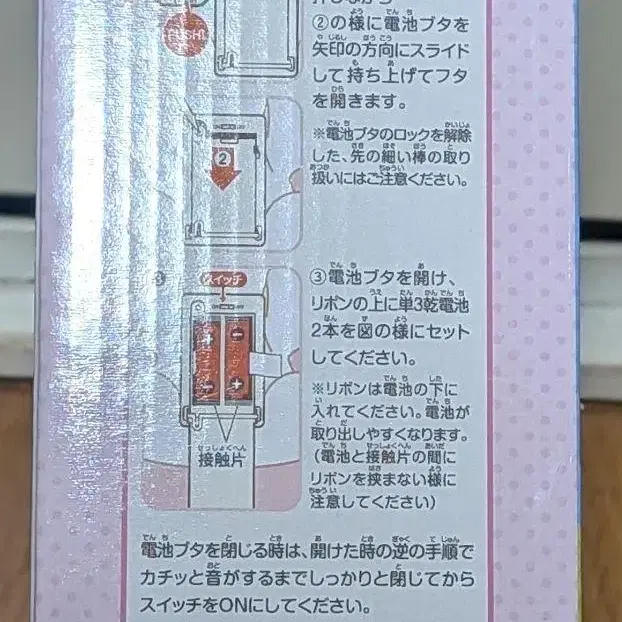 PUSH!
②の様に電池ブタを
矢印の方向にスライド
して持ち上げてフタ
を開きます。
※電池ブタのロックを解除
した、先の細い棒の取り
扱いにはご注意ください。
②
スイッチ
③電池ブタを開け、
リボンの上に単3乾電池
2本を図の様にセット
してください。
※リボンは電池の下に
入れてください。電池が
取り出しやすくなります。
(電池と接触片の間に
リボンを挟まない様に
注意してください)
接触片
電池ブタを閉じる時は、開けた時の逆の手順で
カチッと音がするまでしっかりと閉じてから
スイッチをONにしてください。